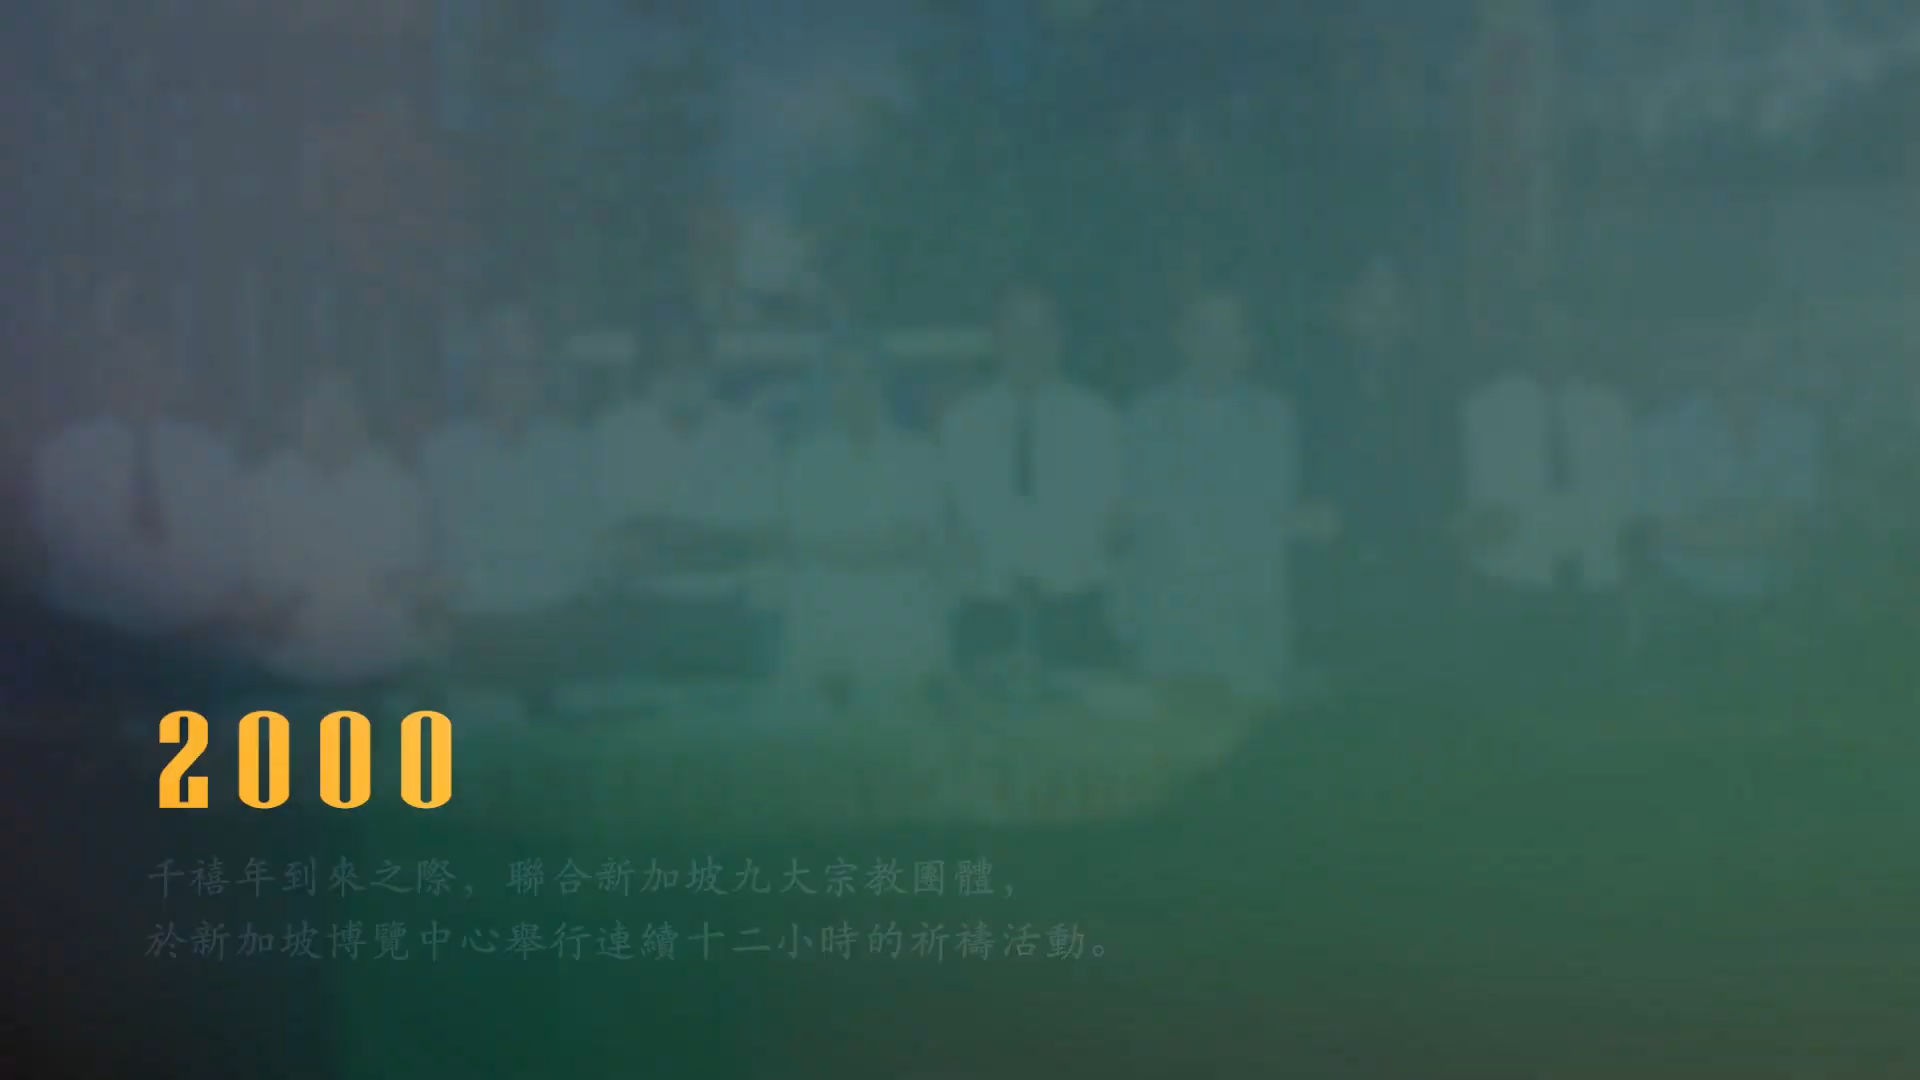 2000
千禧年到來之際，聯合新加坡九大宗教團體，
於新加坡博覽中心舉行連續十二小時的祈禱活動。